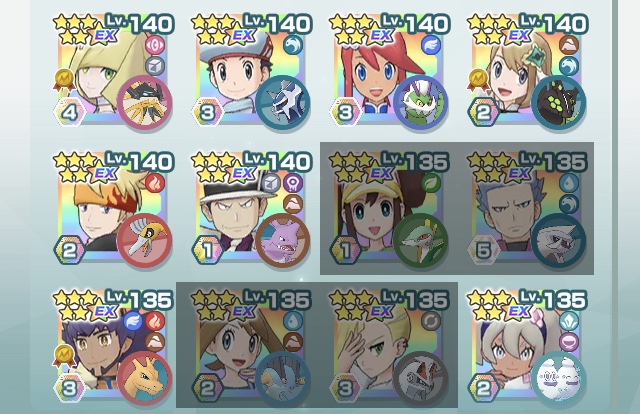 Lv. 140 Lv. 140 Lv. 140 Lv. 140
EX EX EX EX
4 3 3 2
Lv. 140 Lv. 140 Lv. 135 Lv. 135
EX EX EX EX
2 1 1 5
Lv. 135 Lv. 135 Lv. 135 Lv. 135
EX EX EX EX
3 2 3 2